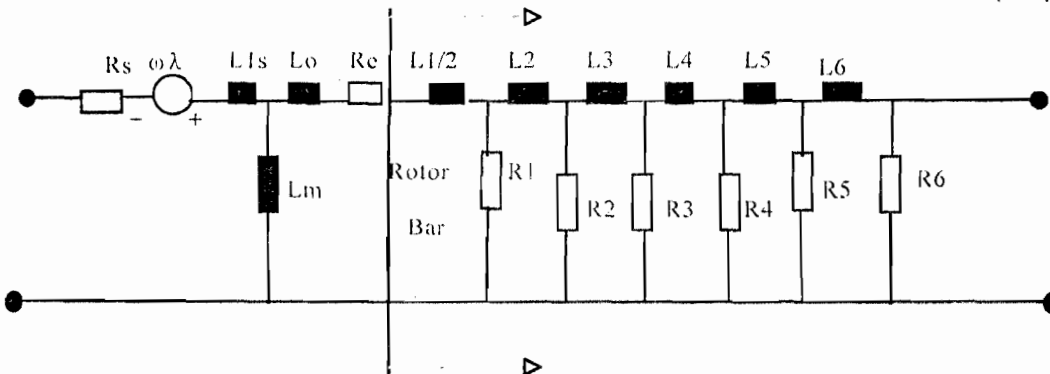 Rs ωλ L1s Lo Re L1/2 L2 L3 L4 L5 L6
− +
Lm Rotor R1 R2 R3 R4 R5 R6
Bar